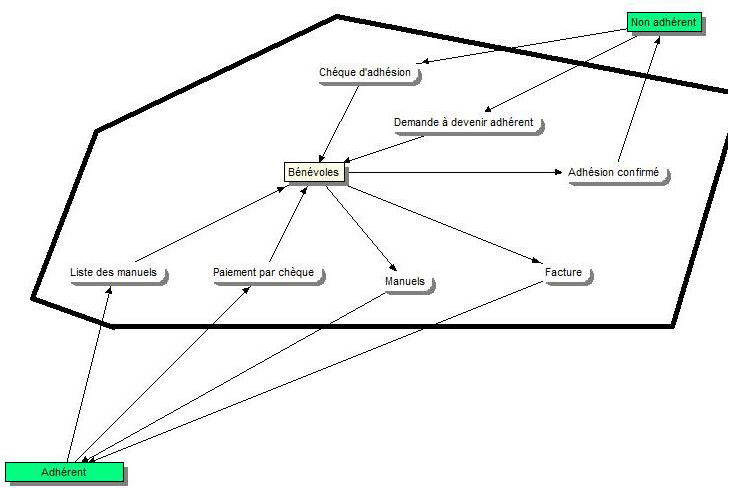 Non adhérent
Chéque d'adhésion
Demande à devenir adhérent
Bénévoles
Adhésion confirmé
Liste des manuels
Paiement par chèque
Manuels
Facture
Adhérent